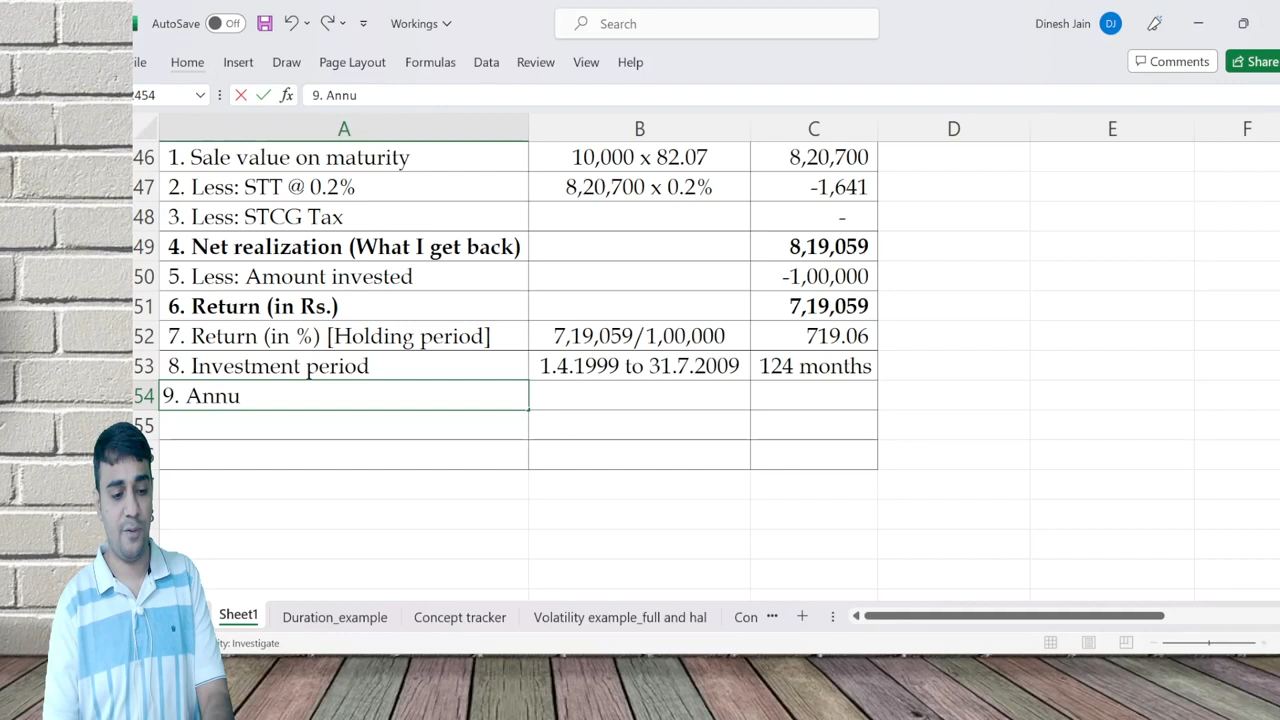 AutoSave Off Workings Search Dinesh Jain DJ
ile Home Insert Draw Page Layout Formulas Data Review View Help Comments Share
454 fx 9. Annu
A B C D E F
46 1. Sale value on maturity 10,000 x 82.07 8,20,700
47 2. Less: STT @ 0.2% 8,20,700 x 0.2% -1,641
48 3. Less: STCG Tax -
49 4. Net realization (What I get back) 8,19,059
50 5. Less: Amount invested -1,00,000
51 6. Return (in Rs.) 7,19,059
52 7. Return (in %) [Holding period] 7,19,059/1,00,000 719.06
53 8. Investment period 1.4.1999 to 31.7.2009 124 months
54 9. Annu
55
Sheet1 Duration_example Concept tracker Volatility example_full and hal Con
ity: Investigate